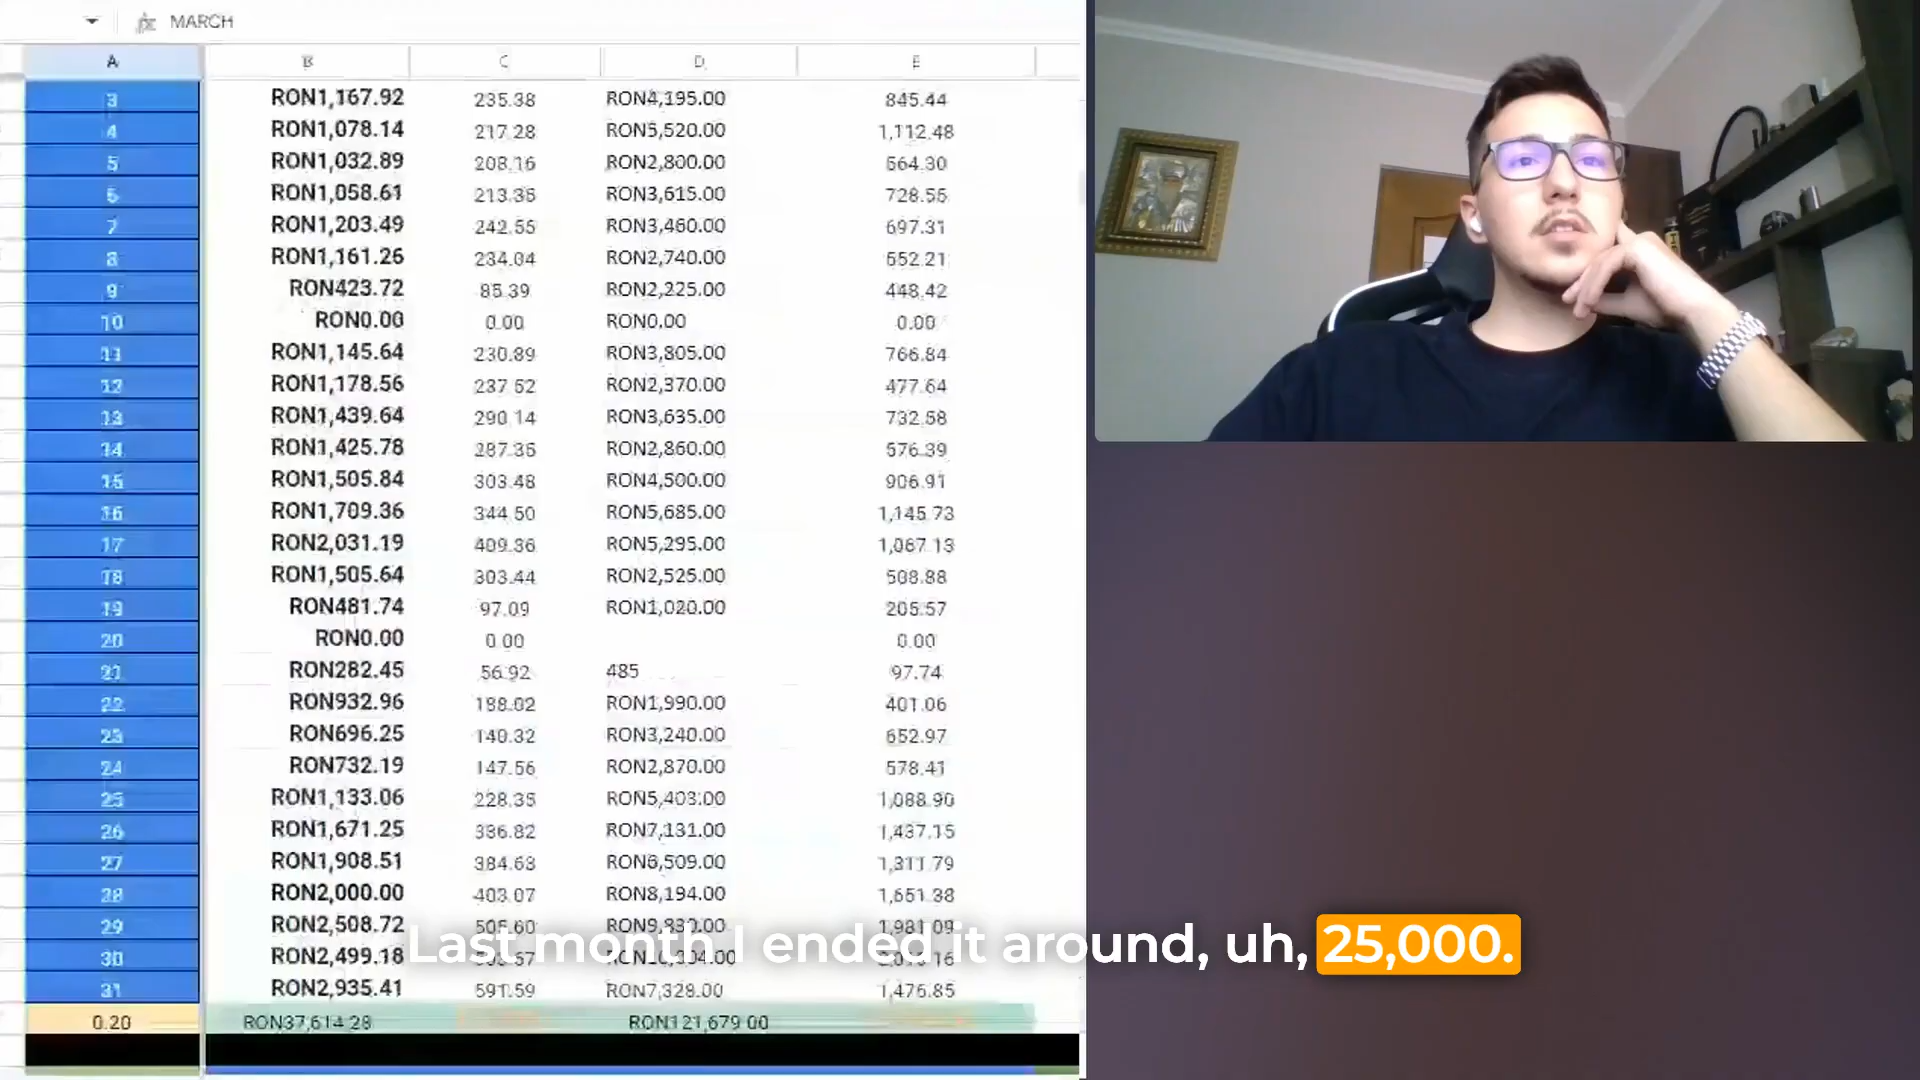 MARCH
A B C D E
3 RON1,167.92 235.38 RON4,195.00 845.44
4 RON1,078.14 217.28 RON5,520.00 1,112.48
5 RON1,032.89 208.16 RON2,800.00 564.30
6 RON1,058.61 213.35 RON3,615.00 728.55
7 RON1,203.49 242.55 RON3,460.00 697.31
8 RON1,161.26 234.04 RON2,740.00 552.21
9 RON423.72 85.39 RON2,225.00 448.42
10 RON0.00 0.00 RON0.00 0.00
11 RON1,145.64 230.89 RON3,805.00 766.84
12 RON1,178.56 237.52 RON2,370.00 477.64
13 RON1,439.64 290.14 RON3,635.00 732.58
14 RON1,425.78 287.35 RON2,860.00 576.39
15 RON1,505.84 303.48 RON4,500.00 906.91
16 RON1,709.36 344.50 RON5,685.00 1,145.73
17 RON2,031.19 409.36 RON5,295.00 1,067.13
18 RON1,505.64 303.44 RON2,525.00 508.88
19 RON481.74 97.09 RON1,020.00 205.57
20 RON0.00 0.00 0.00
21 RON282.45 56.92 485 97.74
22 RON932.96 188.02 RON1,990.00 401.06
23 RON696.25 140.32 RON3,240.00 652.97
24 RON732.19 147.56 RON2,870.00 578.41
25 RON1,133.06 228.35 RON5,403.00 1,088.90
26 RON1,671.25 336.82 RON7,131.00 1,437.15
27 RON1,908.51 384.63 RON6,509.00 1,311.79
28 RON2,000.00 403.07 RON8,194.00 1,651.38
29 RON2,508.72 505.60
Last month I ended it around, uh, 25,000.
30 RON2,499.18
31 RON2,935.41 591.59 RON7,328.00 1,476.85
0.20 RON37,614.28 RON121,679.00